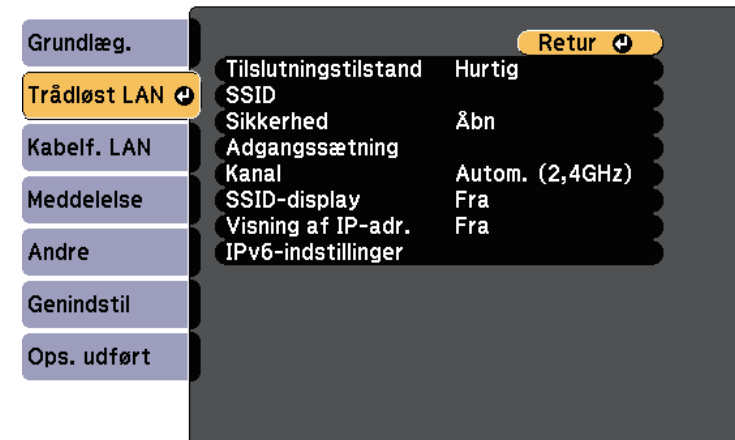 Grundlæg.
Trådløst LAN
Kabelf. LAN
Meddelelse
Andre
Genindstil
Ops. udført
Retur
Tilslutningstilstand Hurtig
SSID
Sikkerhed Åbn
Adgangssætning
Kanal Autom. (2,4GHz)
SSID-display Fra
Visning af IP-adr. Fra
IPv6-indstillinger